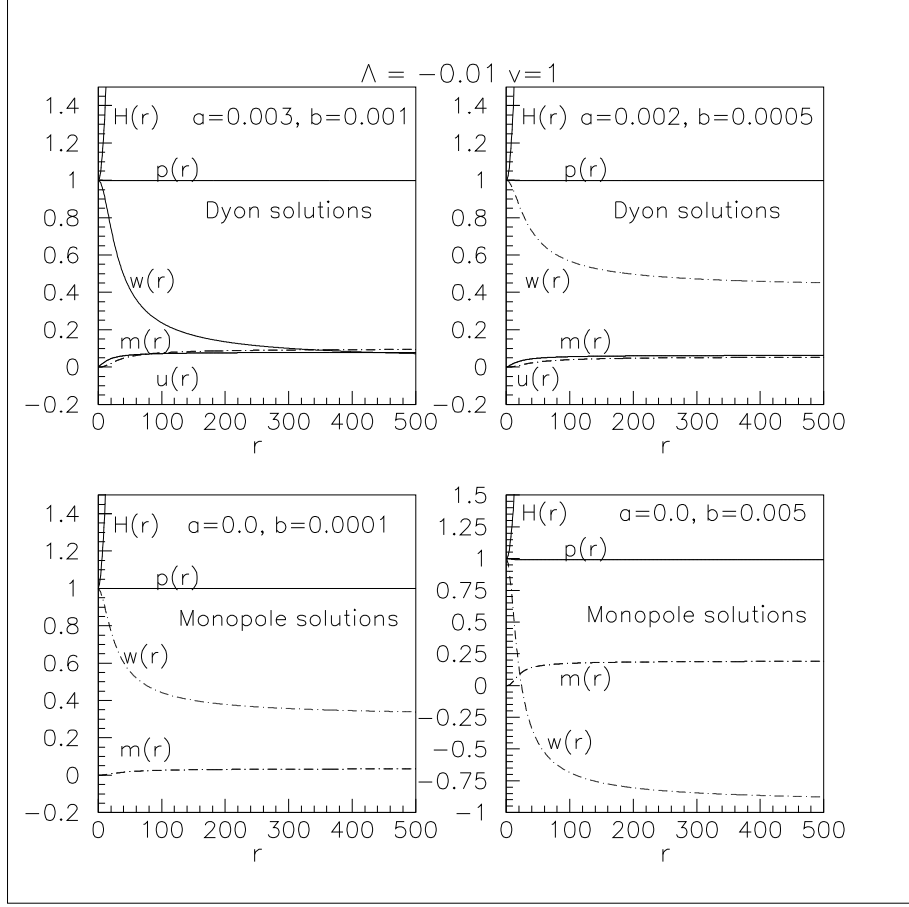 Λ = −0.01 v=1
H(r) a=0.003, b=0.001
p(r)
Dyon solutions
w(r)
m(r)
u(r)
1.4
1.2
1
0.8
0.6
0.4
0.2
0
−0.2
0 100 200 300 400 500
r
H(r) a=0.002, b=0.0005
p(r)
Dyon solutions
w(r)
m(r)
u(r)
1.4
1.2
1
0.8
0.6
0.4
0.2
0
−0.2
0 100 200 300 400 500
r
H(r) a=0.0, b=0.0001
p(r)
Monopole solutions
w(r)
m(r)
1.4
1.2
1
0.8
0.6
0.4
0.2
0
−0.2
0 100 200 300 400 500
r
H(r) a=0.0, b=0.005
p(r)
Monopole solutions
m(r)
w(r)
1.5
1.25
1
0.75
0.5
0.25
0
−0.25
−0.5
−0.75
−1
0 100 200 300 400 500
r